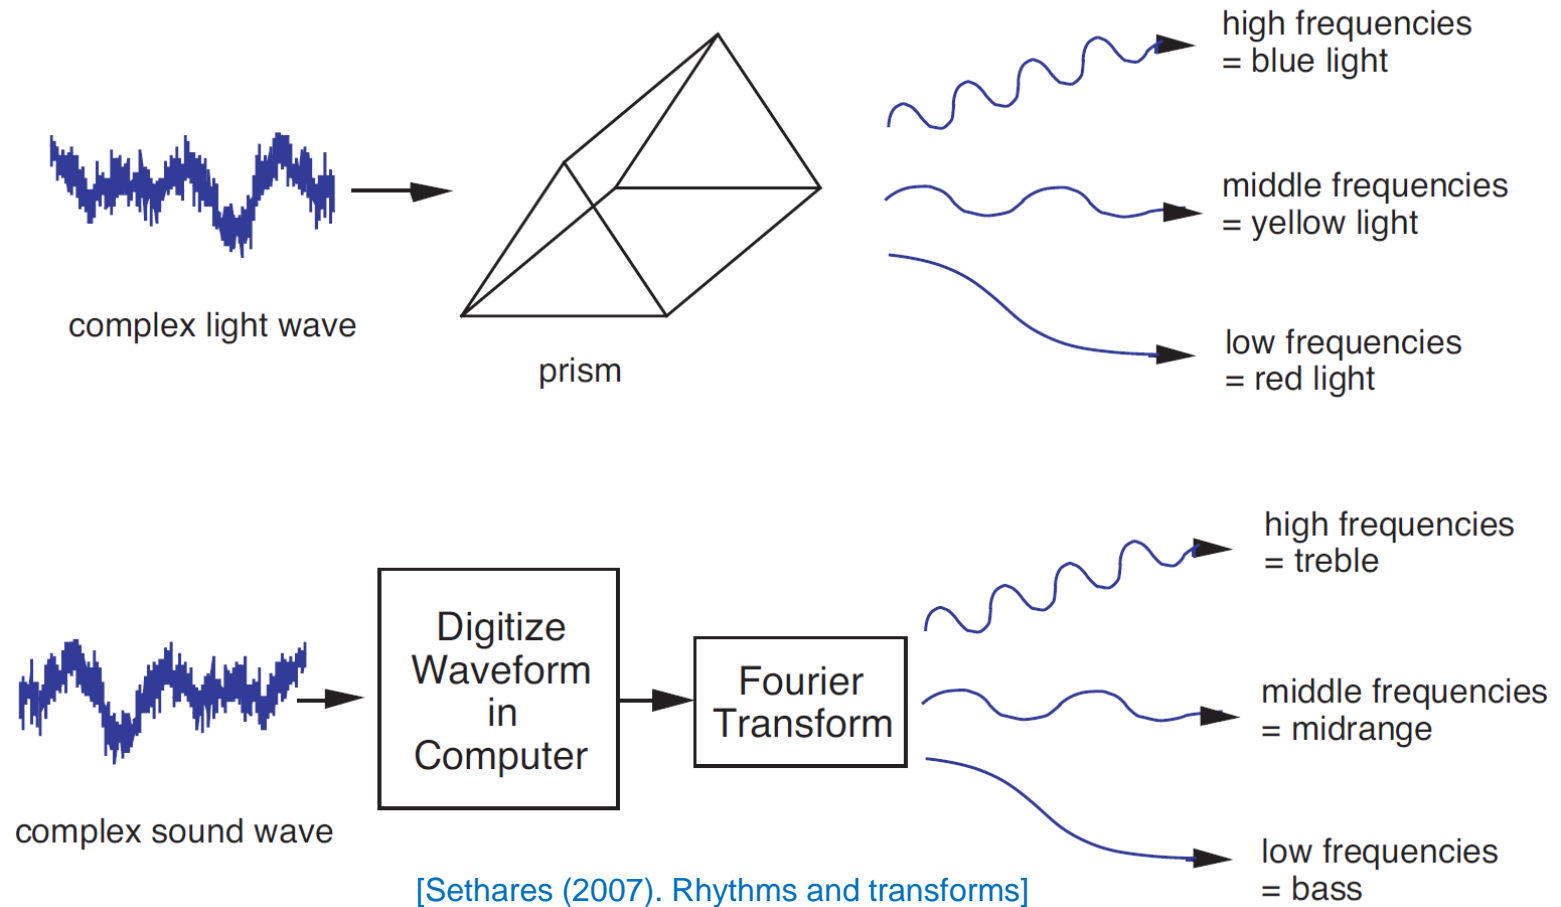 high frequencies
= blue light
middle frequencies
= yellow light
complex light wave
low frequencies
= red light
prism
high frequencies
= treble
Digitize
Waveform
in
Computer
Fourier
Transform
middle frequencies
= midrange
complex sound wave
low frequencies
= bass
[Sethares (2007). Rhythms and transforms]